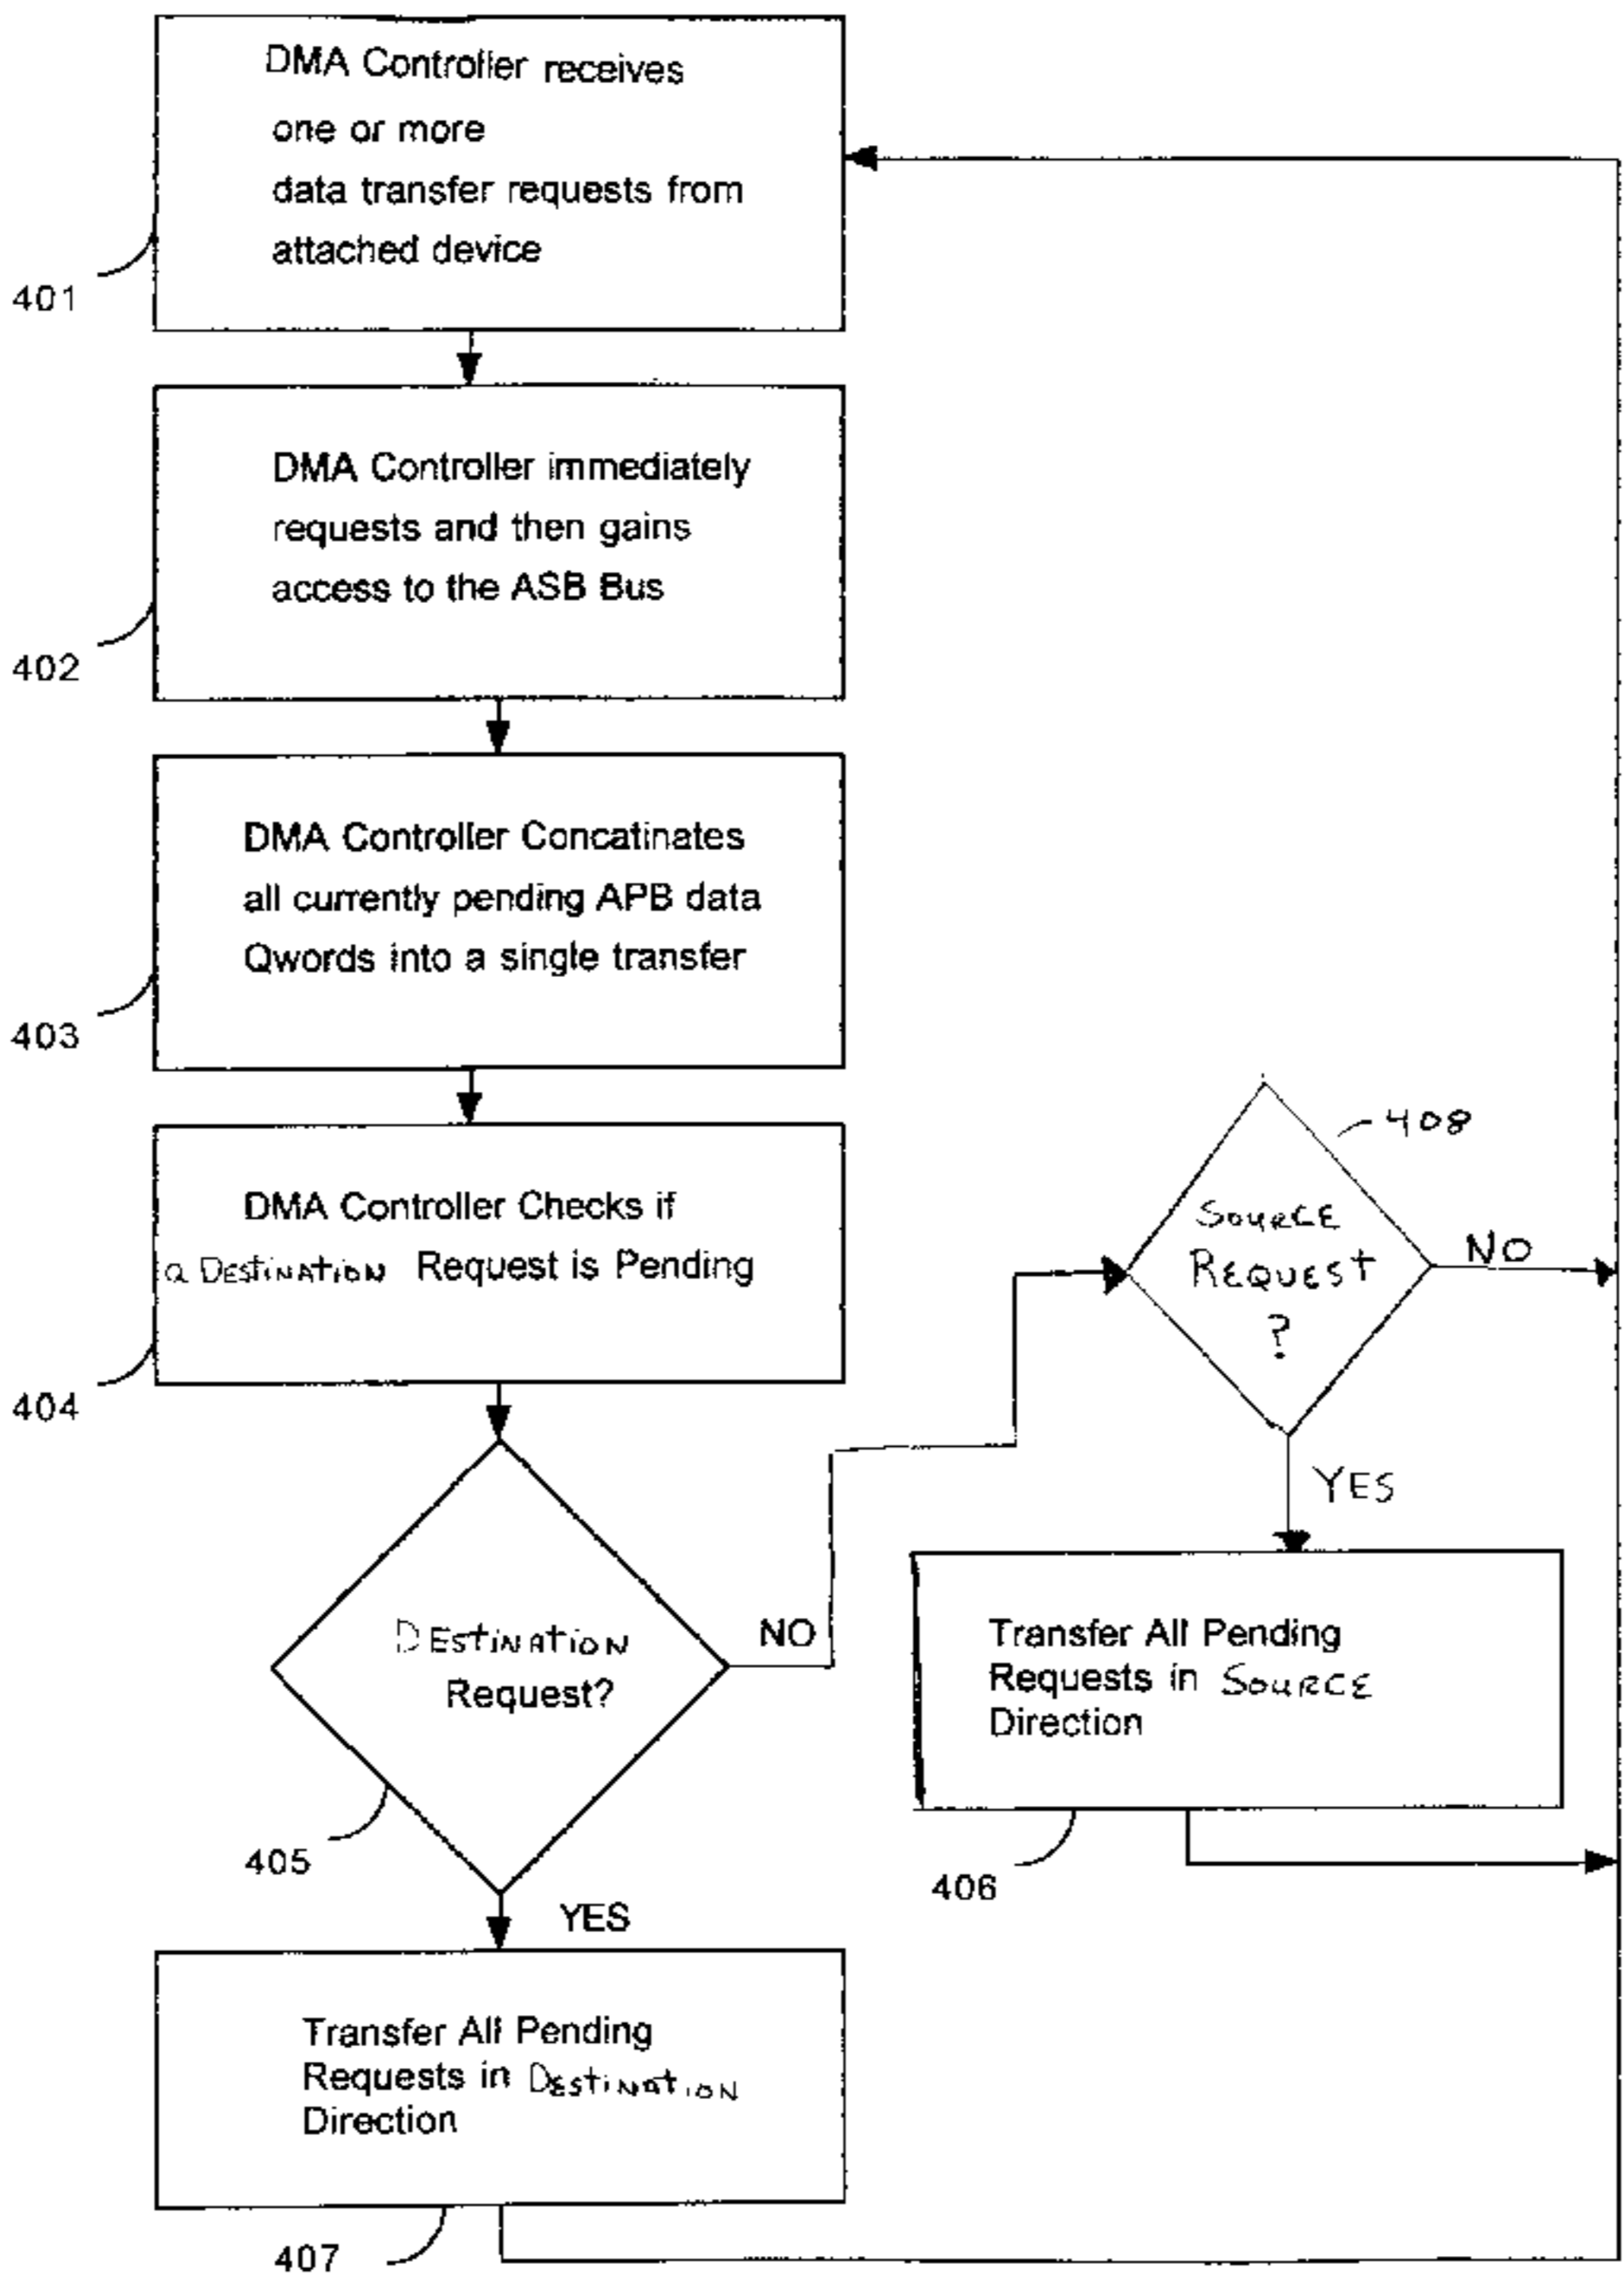 DMA Controller receives
one or more
data transfer requests from
attached device
401
DMA Controller immediately
requests and then gains
access to the ASB Bus
402
DMA Controller Concatinates
all currently pending APB data
Qwords into a single transfer
403
DMA Controller Checks if
a DESTINATION Request is Pending
404
408
SOURCE
REQUEST
?
NO
YES
DESTINATION
Request?
NO
405
YES
Transfer All Pending
Requests in SOURCE
Direction
406
Transfer All Pending
Requests in DESTINATION
Direction
407